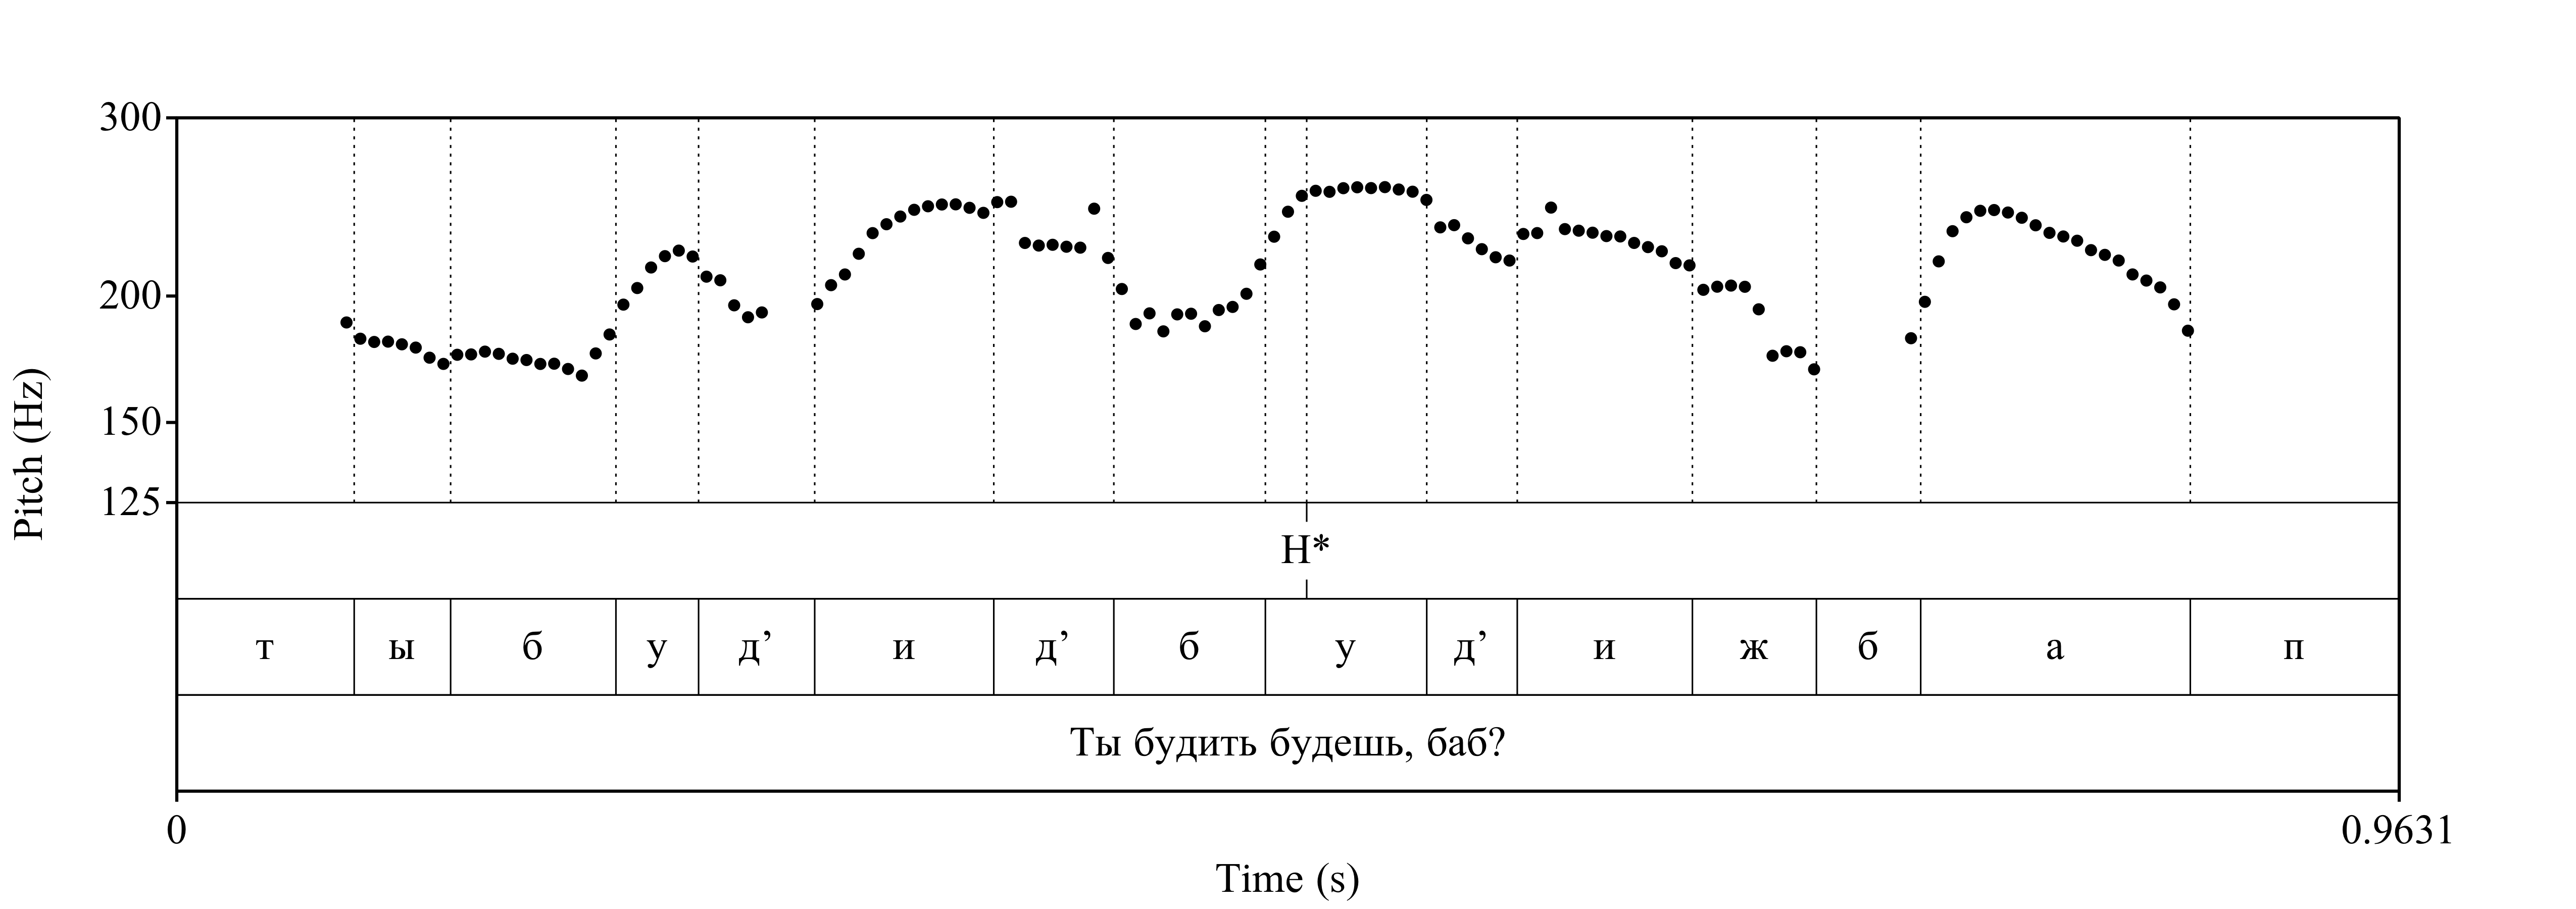 300
200
150
125
Pitch (Hz)
H*
т ы б у д’ и д’ б у д’ и ж б а п
Ты будить будешь, баб?
0 0.9631
Time (s)